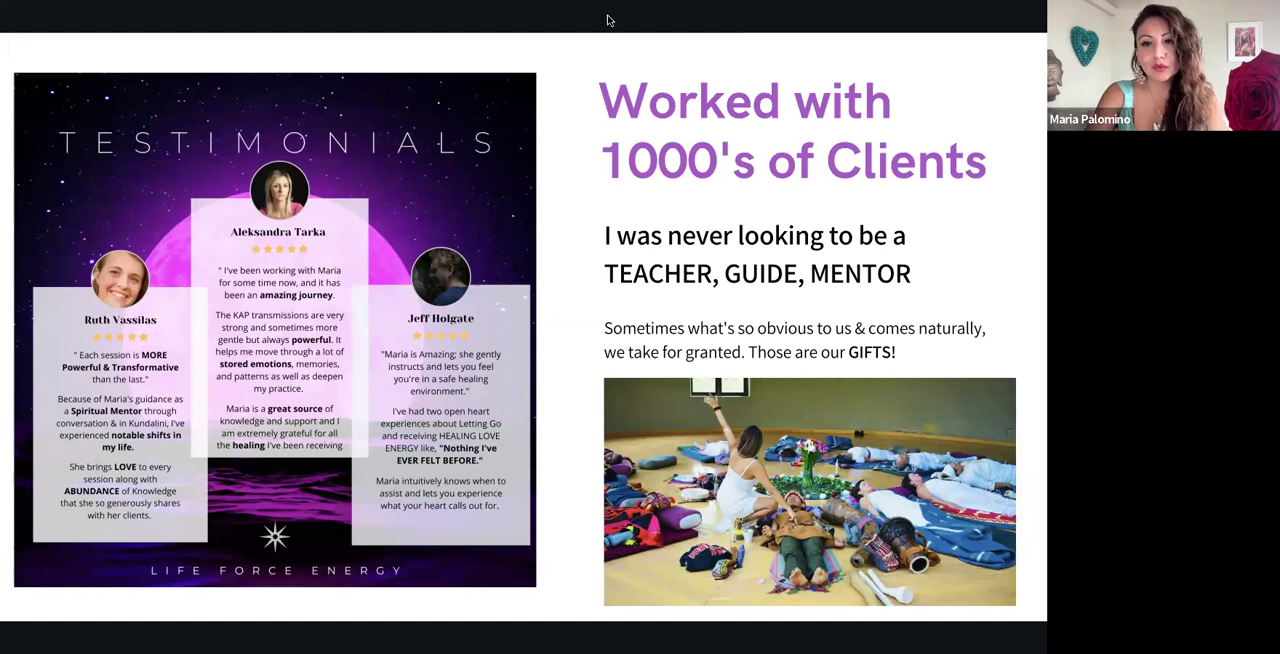 TESTIMONIALS
Aleksandra Tarka
" I've been working with Maria
for some time now, and it has
been an amazing journey.
The KAP transmissions are very
strong and sometimes more
gentle but always powerful. It
helps me move through a lot of
stored emotions, memories,
and patterns as well as deepen
my practice.
Maria is a great source of
knowledge and support and I
am extremely grateful for all
the healing I've been receiving
Ruth Vassilas
" Each session is MORE
Powerful & Transformative
than the last."
Because of Maria's guidance as
a Spiritual Mentor through
conversation & in Kundalini, I've
experienced notable shifts in
my life.
She brings LOVE to every
session along with
ABUNDANCE of Knowledge
that she so generously shares
with her clients.
Jeff Holgate
"Maria is Amazing; she gently
instructs and lets you feel
you're in a safe healing
environment."
I've had two open heart
experiences about Letting Go
and receiving HEALING LOVE
ENERGY like, "Nothing I've
EVER FELT BEFORE."
Maria intuitively knows when to
assist and lets you experience
what your heart calls out for.
LIFE FORCE ENERGY
Worked with
1000's of Clients
I was never looking to be a
TEACHER, GUIDE, MENTOR
Sometimes what's so obvious to us & comes naturally,
we take for granted. Those are our GIFTS!
Maria Palomino